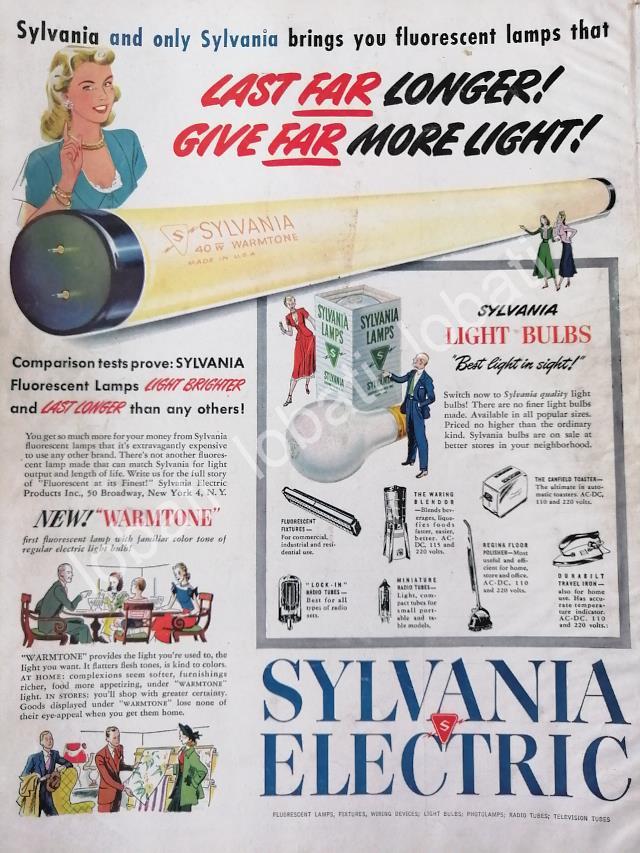 Sylvania and only Sylvania brings you fluorescent lamps that
LAST FAR LONGER!
GIVE FAR MORE LIGHT!
S SYLVANIA
40 W WARMTONE
MADE IN U.S.A
Comparison tests prove: SYLVANIA
Fluorescent Lamps LIGHT BRIGHTER
and LAST LONGER than any others!
You get so much more for your money from Sylvania
fluorescent lamps that it's extravagantly expensive
to use any other brand. There's not another fluores-
cent lamp made that can match Sylvania for light
output and length of life. Write us for the full story
of "Fluorescent at its Finest!" Sylvania Electric
Products Inc., 50 Broadway, New York 4, N. Y.
NEW! "WARMTONE"
first fluorescent lamp with familiar color tone of
regular electric light bulb!
"WARMTONE" provides the light you're used to, the
light you want. It flatters flesh tones, is kind to colors.
AT HOME: complexions seem softer, furnishings
richer, food more appetizing, under "WARMTONE"
light. IN STORES: you'll shop with greater certainty.
Goods displayed under "WARMTONE" lose none of
their eye-appeal when you get them home.
SYLVANIA
LAMPS
S
SYLVANIA
SYLVANIA
LAMPS
S
SYLVANIA
LIGHT BULBS
"Best light in sight!"
Switch now to Sylvania quality light
bulbs! There are no finer light bulbs
made. Available in all popular sizes.
Priced no higher than the ordinary
kind. Sylvania bulbs are on sale at
better stores in your neighborhood.
FLUORESCENT
FIXTURES—
For commercial,
industrial and resi-
dential use.
THE WARING
BLENDOR
—Blends bev-
erages, lique-
fies foods
faster, easier,
better. AC-
DC, 115 and
220 volts.
THE CANFIELD TOASTER—
The ultimate in auto-
matic toasters. AC-DC,
110 and 220 volts.
REGINA FLOOR
POLISHER—Most
useful and effi-
cient for home,
store and office.
AC-DC, 110
and 220 volts.
DURABILT
TRAVEL IRON—
also for home
use. Has accu-
rate tempera-
ture indicator.
AC-DC. 110
and 220 volts.
"LOCK-IN"
RADIO TUBES—
Best for all
types of radio
sets.
MINIATURE
RADIO TUBES—
Light, com-
pact tubes for
small port-
able and ta-
ble models.
SYLVANIA
S
ELECTRIC
FLUORESCENT LAMPS, FIXTURES, WIRING DEVICES; LIGHT BULBS; PHOTOLAMPS; RADIO TUBES; TELEVISION TUBES